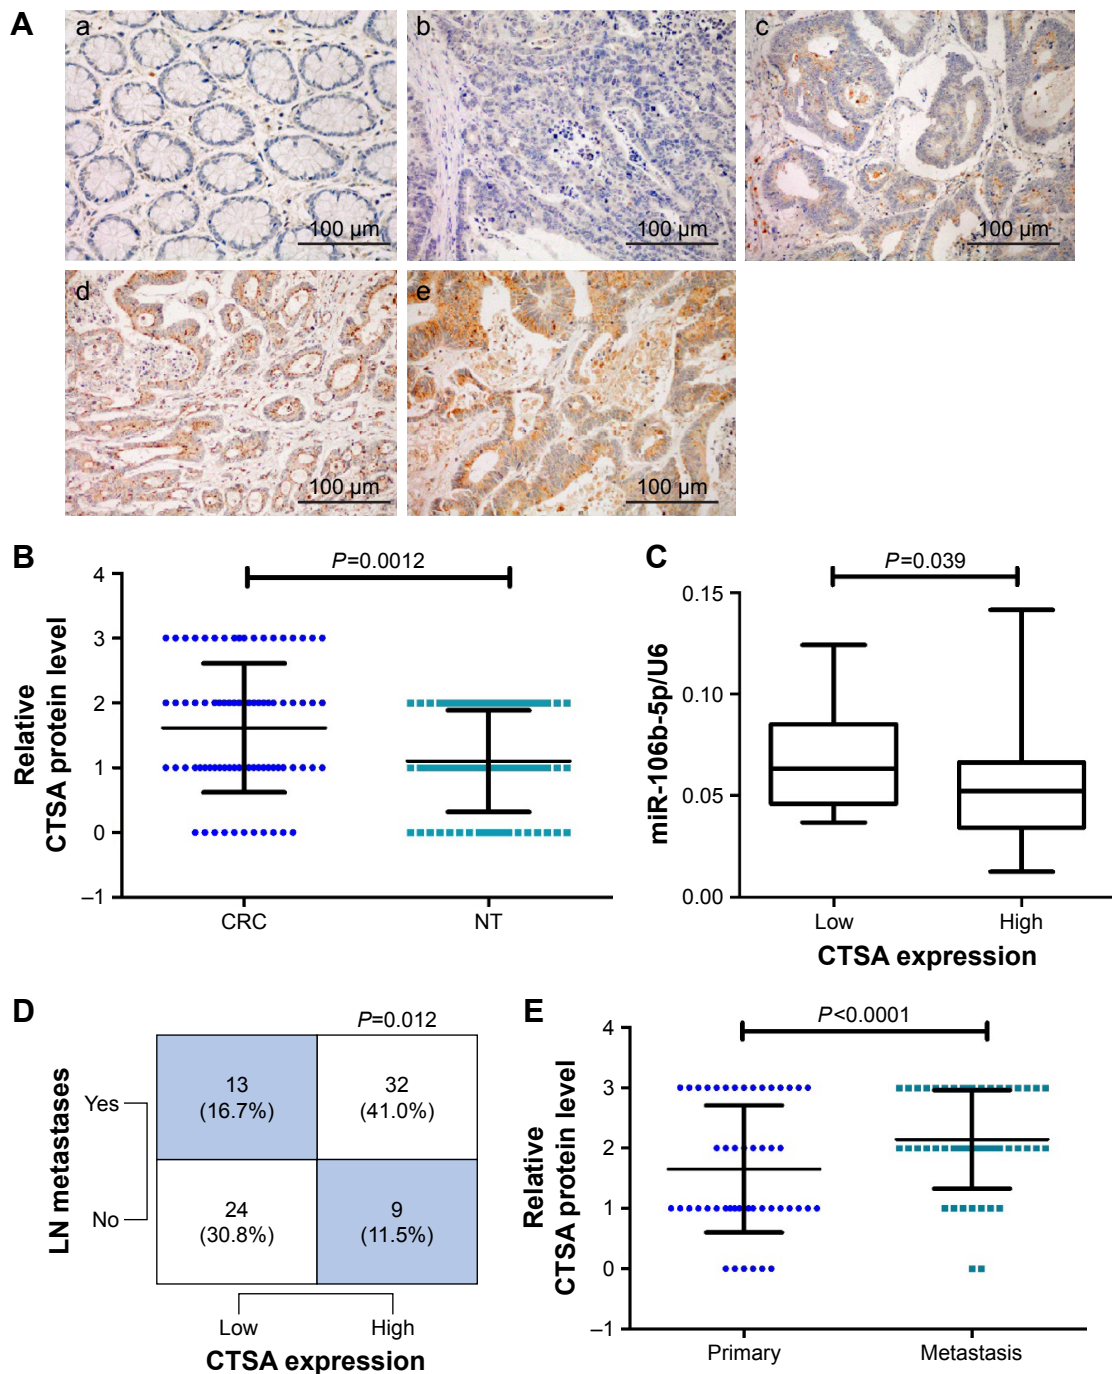 A
a
b
c
100 µm
100 µm
100 µm
d
e
100 µm
100 µm
B
P=0.0012
Relative
CTSA protein level
4
3
2
1
0
–1
CRC
NT
C
P=0.039
miR-106b-5p/U6
0.15
0.10
0.05
0.00
Low
High
CTSA expression
D
P=0.012
LN metastases
Yes
No
13
(16.7%)
32
(41.0%)
24
(30.8%)
9
(11.5%)
Low
High
CTSA expression
E
P<0.0001
Relative
CTSA protein level
4
3
2
1
0
–1
Primary
Metastasis